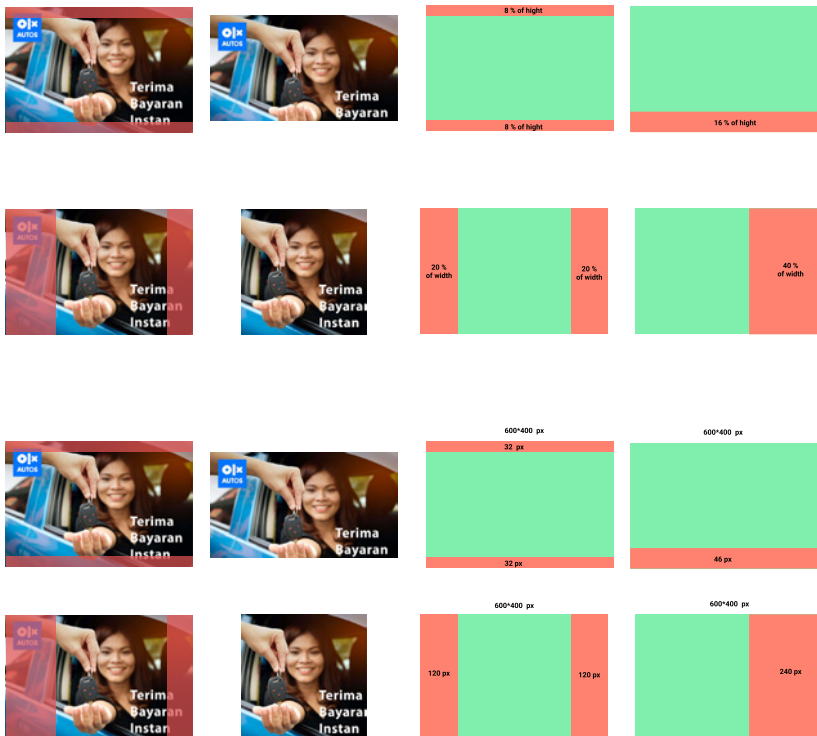 OLX
AUTOS
Terima
Bayaran
Instan
OLX
AUTOS
Terima
Bayaran
8 % of hight
8 % of hight
16 % of hight
OLX
AUTOS
Terima
Bayaran
Instan
Terima
Bayaran
Instan
20 %
of width
20 %
of width
40 %
of width
600*400 px
600*400 px
OLX
AUTOS
Terima
Bayaran
Instan
OLX
AUTOS
Terima
Bayaran
32 px
32 px
46 px
600*400 px
600*400 px
OLX
AUTOS
Terima
Bayaran
Instan
Terima
Bayaran
Instan
120 px
120 px
240 px